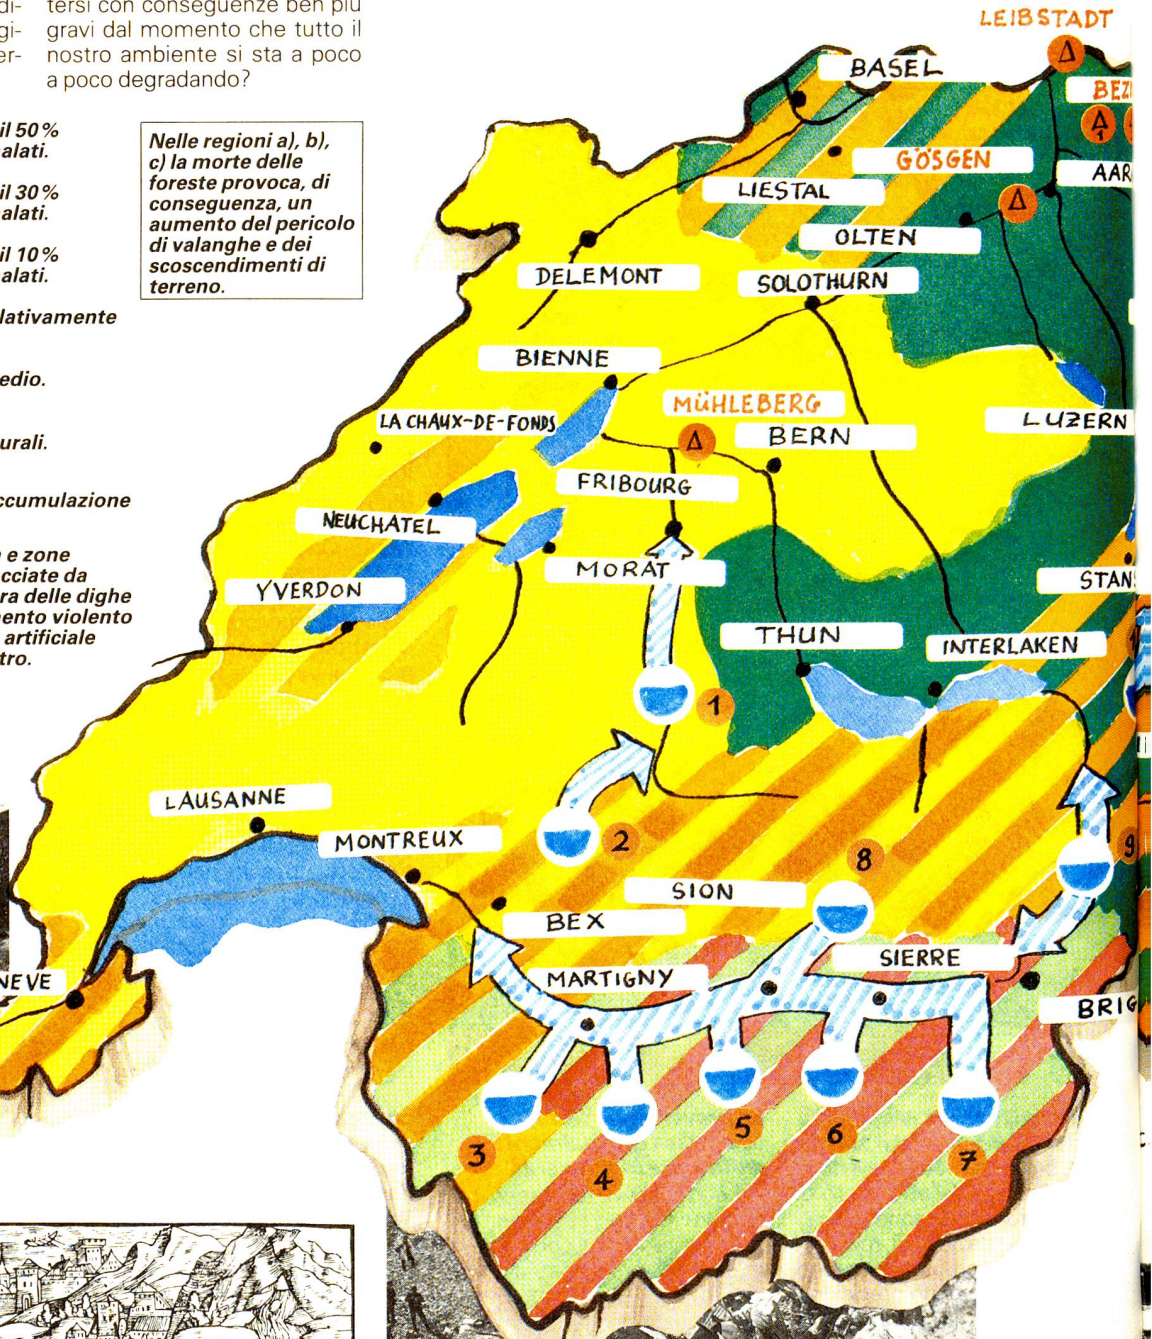 tersi con conseguenze ben più
gravi dal momento che tutto il
nostro ambiente si sta a poco
a poco degradando?
il 50%
alati.
il 30%
alati.
il 10%
alati.
lativamente
edio.
urali.
ccumulazione
e zone
cciate da
ra delle dighe
ento violento
artificiale
tro.
Nelle regioni a), b),
c) la morte delle
foreste provoca, di
conseguenza, un
aumento del pericolo
di valanghe e dei
scoscendimenti di
terreno.
LEIBSTADT
BASEL
BEZ
1
GÖSGEN
AAR
LIESTAL
OLTEN
DELEMONT
SOLOTHURN
BIENNE
MÜHLEBERG
LA CHAUX-DE-FONDS
BERN
LUZERN
FRIBOURG
NEUCHATEL
MORAT
STANS
YVERDON
THUN
INTERLAKEN
1
LAUSANNE
MONTREUX
2
8
9
SION
BEX
SIERRE
MARTIGNY
NEVE
BRIG
3
4
5
6
7